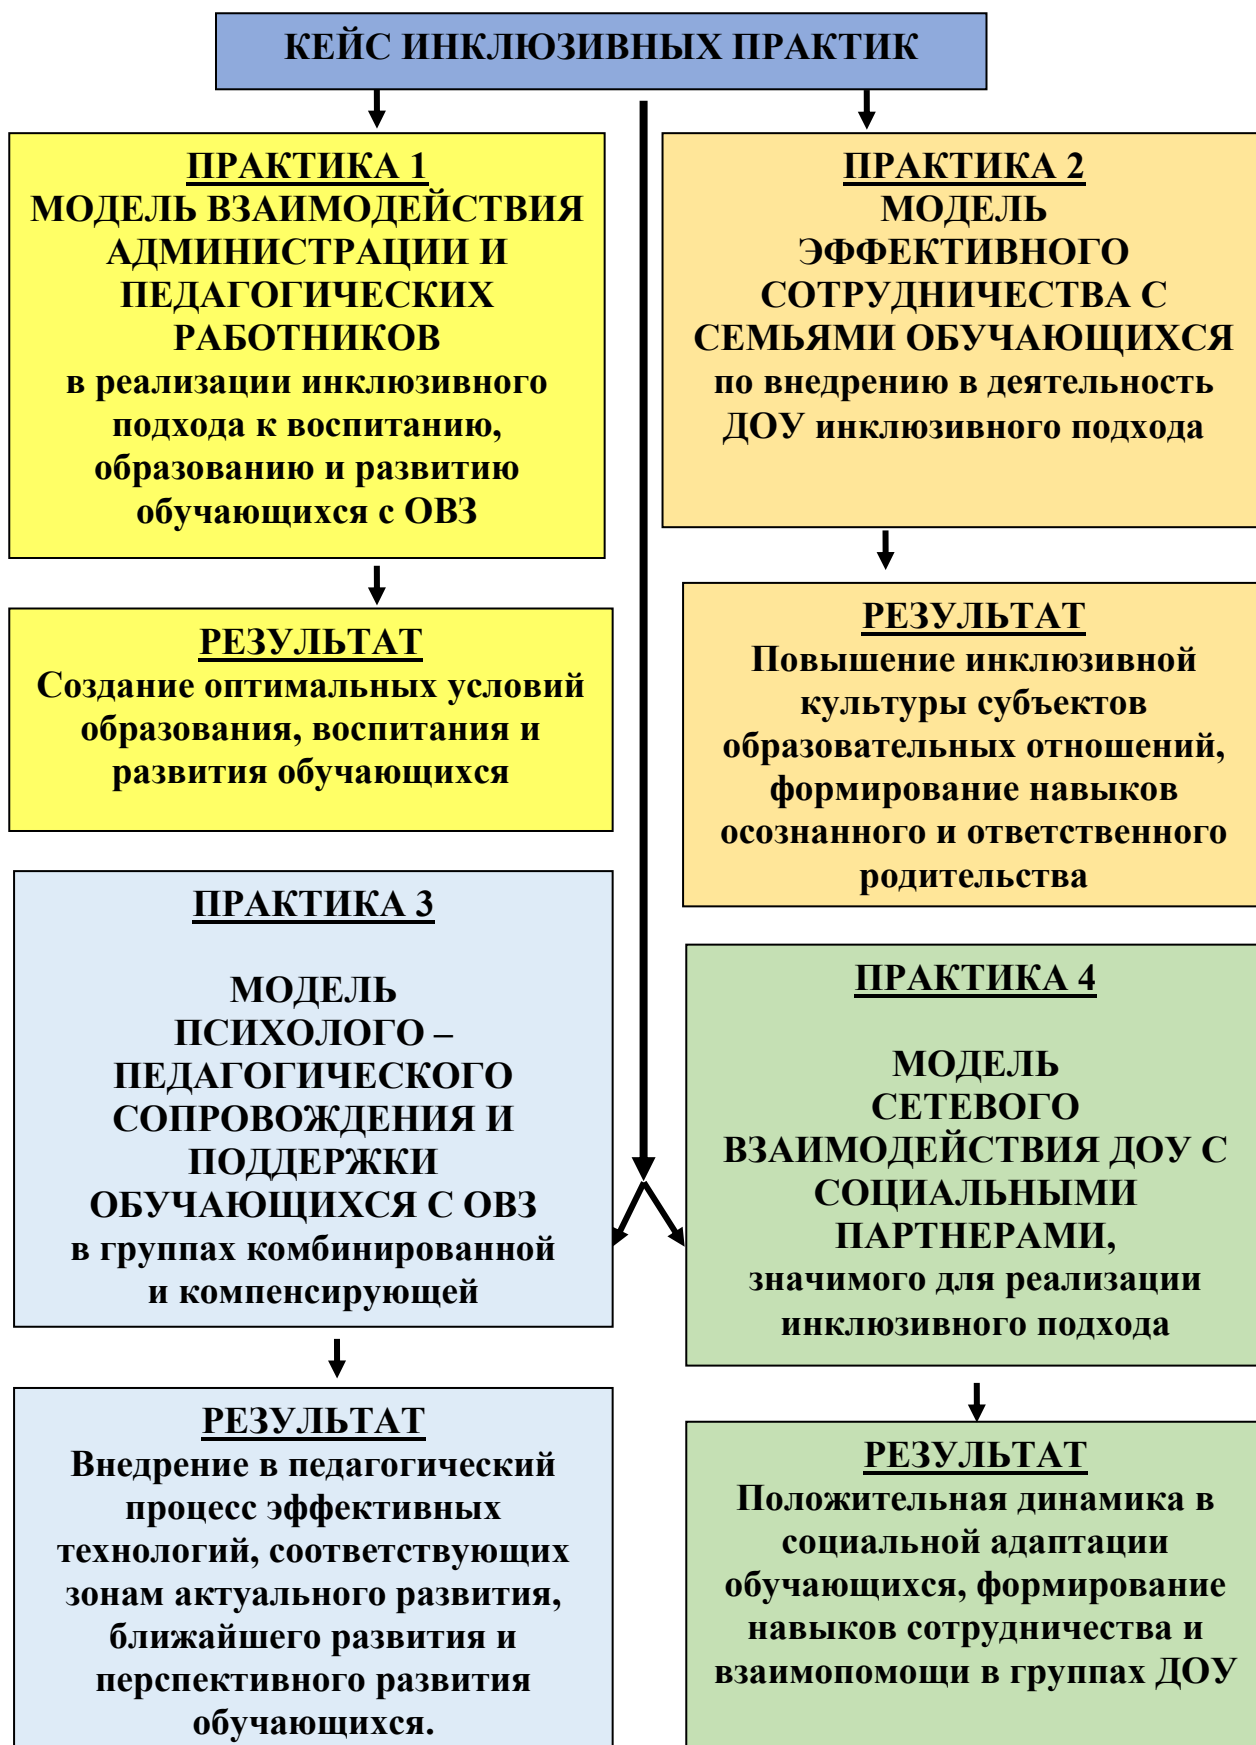 КЕЙС ИНКЛЮЗИВНЫХ ПРАКТИК
ПРАКТИКА 1
МОДЕЛЬ ВЗАИМОДЕЙСТВИЯ
АДМИНИСТРАЦИИ И
ПЕДАГОГИЧЕСКИХ
РАБОТНИКОВ
в реализации инклюзивного
подхода к воспитанию,
образованию и развитию
обучающихся с ОВЗ
РЕЗУЛЬТАТ
Создание оптимальных условий
образования, воспитания и
развития обучающихся
ПРАКТИКА 2
МОДЕЛЬ
ЭФФЕКТИВНОГО
СОТРУДНИЧЕСТВА С
СЕМЬЯМИ ОБУЧАЮЩИХСЯ
по внедрению в деятельность
ДОУ инклюзивного подхода
РЕЗУЛЬТАТ
Повышение инклюзивной
культуры субъектов
образовательных отношений,
формирование навыков
осознанного и ответственного
родительства
ПРАКТИКА 3
МОДЕЛЬ
ПСИХОЛОГО –
ПЕДАГОГИЧЕСКОГО
СОПРОВОЖДЕНИЯ И
ПОДДЕРЖКИ
ОБУЧАЮЩИХСЯ С ОВЗ
в группах комбинированной
и компенсирующей
РЕЗУЛЬТАТ
Внедрение в педагогический
процесс эффективных
технологий, соответствующих
зонам актуального развития,
ближайшего развития и
перспективного развития
обучающихся.
ПРАКТИКА 4
МОДЕЛЬ
СЕТЕВОГО
ВЗАИМОДЕЙСТВИЯ ДОУ С
СОЦИАЛЬНЫМИ
ПАРТНЕРАМИ,
значимого для реализации
инклюзивного подхода
РЕЗУЛЬТАТ
Положительная динамика в
социальной адаптации
обучающихся, формирование
навыков сотрудничества и
взаимопомощи в группах ДОУ